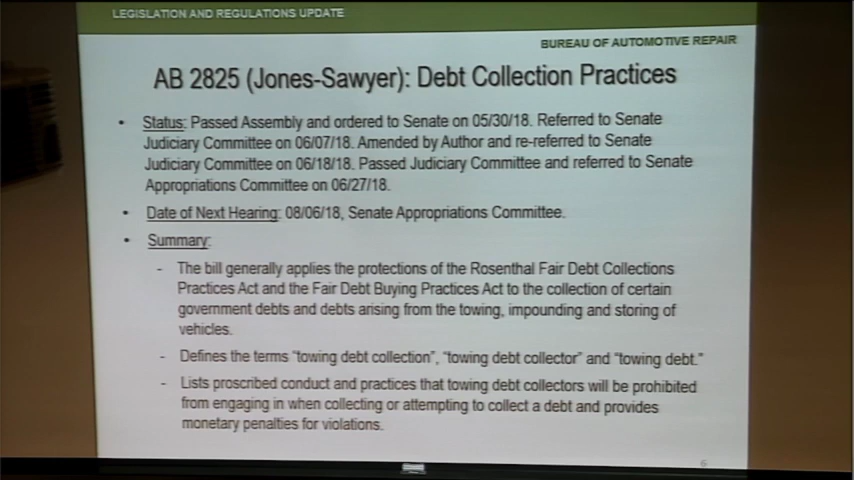 LEGISLATION AND REGULATIONS UPDATE
BUREAU OF AUTOMOTIVE REPAIR
AB 2825 (Jones-Sawyer): Debt Collection Practices
• Status: Passed Assembly and ordered to Senate on 05/30/18. Referred to Senate
Judiciary Committee on 06/07/18. Amended by Author and re-referred to Senate
Judiciary Committee on 06/18/18. Passed Judiciary Committee and referred to Senate
Appropriations Committee on 06/27/18.
• Date of Next Hearing: 08/06/18, Senate Appropriations Committee.
• Summary:
- The bill generally applies the protections of the Rosenthal Fair Debt Collections
Practices Act and the Fair Debt Buying Practices Act to the collection of certain
government debts and debts arising from the towing, impounding and storing of
vehicles.
- Defines the terms "towing debt collection", "towing debt collector" and "towing debt."
- Lists proscribed conduct and practices that towing debt collectors will be prohibited
from engaging in when collecting or attempting to collect a debt and provides
monetary penalties for violations.
6